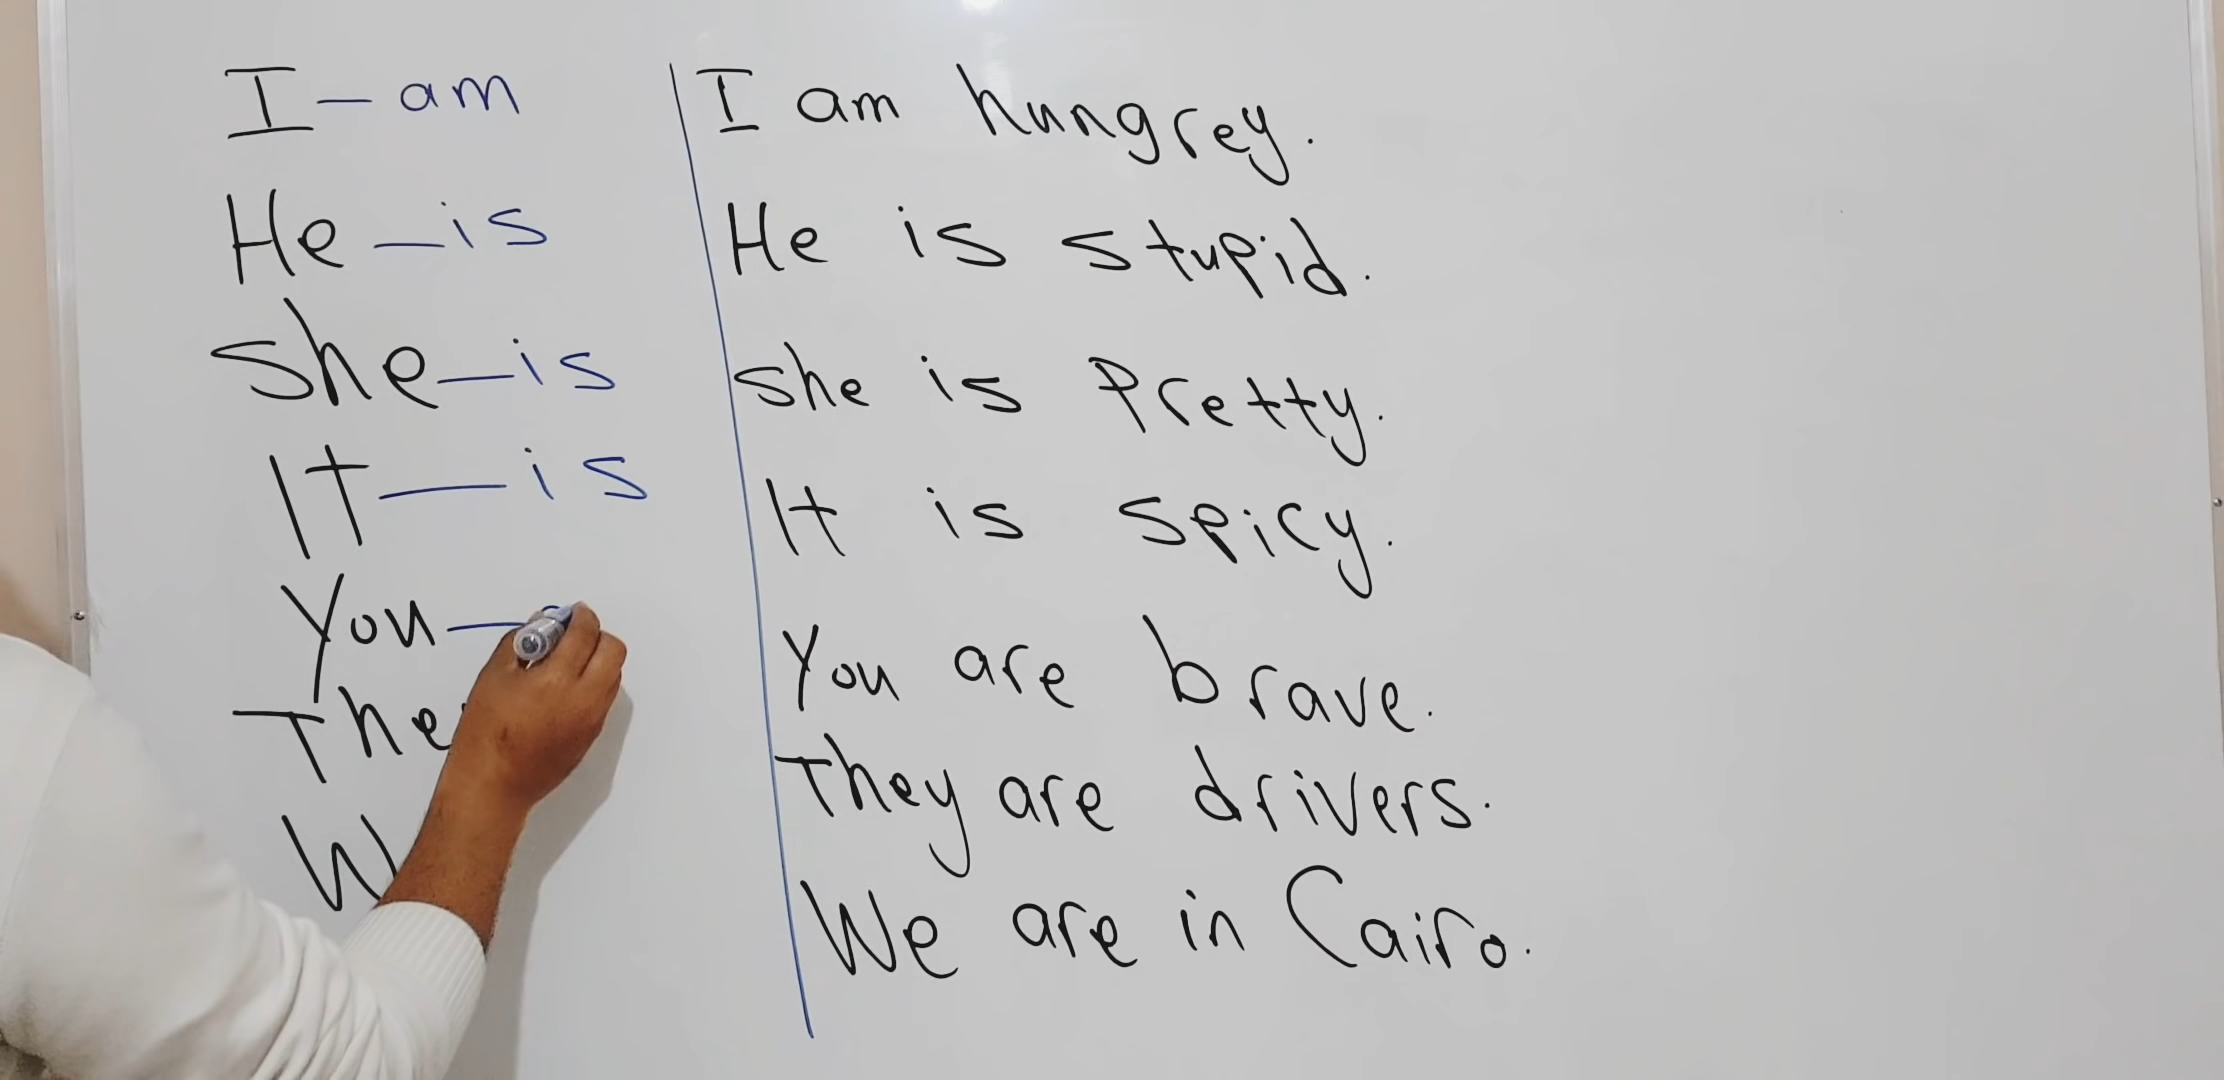 I - am
He - is
She - is
It - is
You -
The
W
I am hungrey.
He is stupid.
She is Pretty.
It is spicy.
You are brave.
They are drivers.
We are in Cairo.